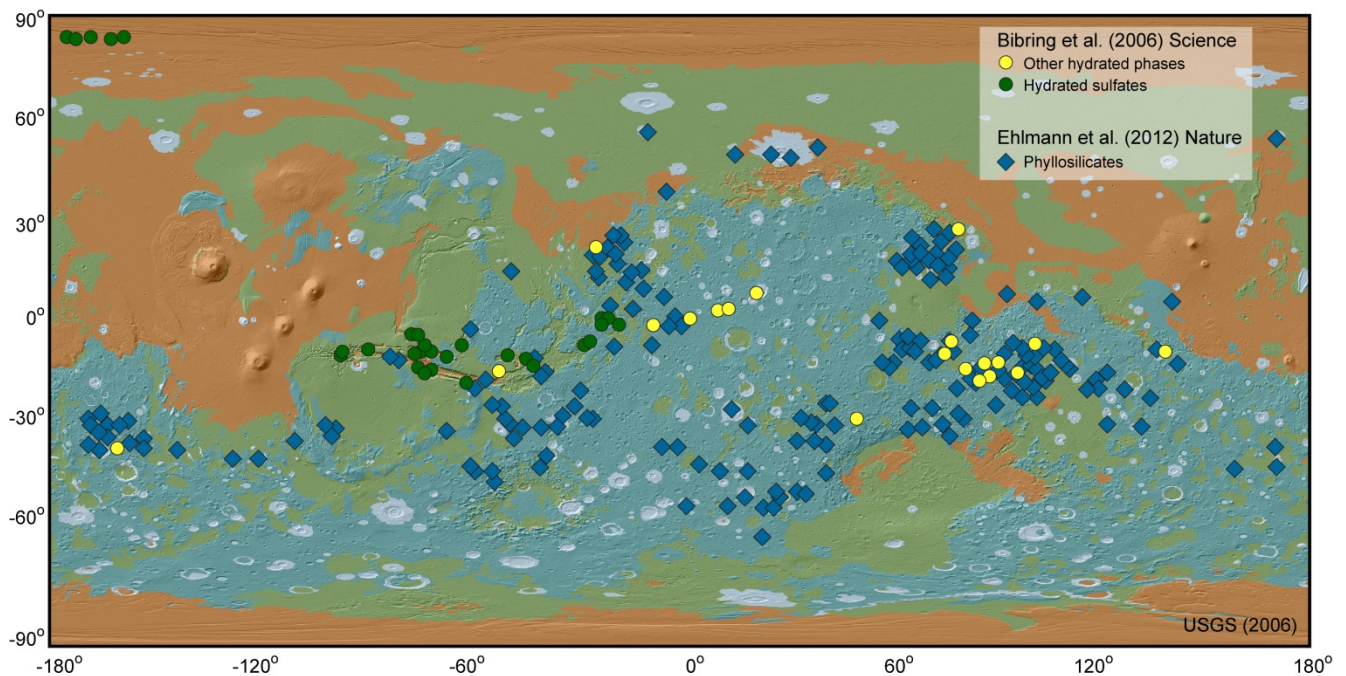 90°
60°
30°
0°
-30°
-60°
-90°
Bibring et al. (2006) Science
Other hydrated phases
Hydrated sulfates
Ehlmann et al. (2012) Nature
Phyllosilicates
USGS (2006)
-180°
-120°
-60°
0°
60°
120°
180°